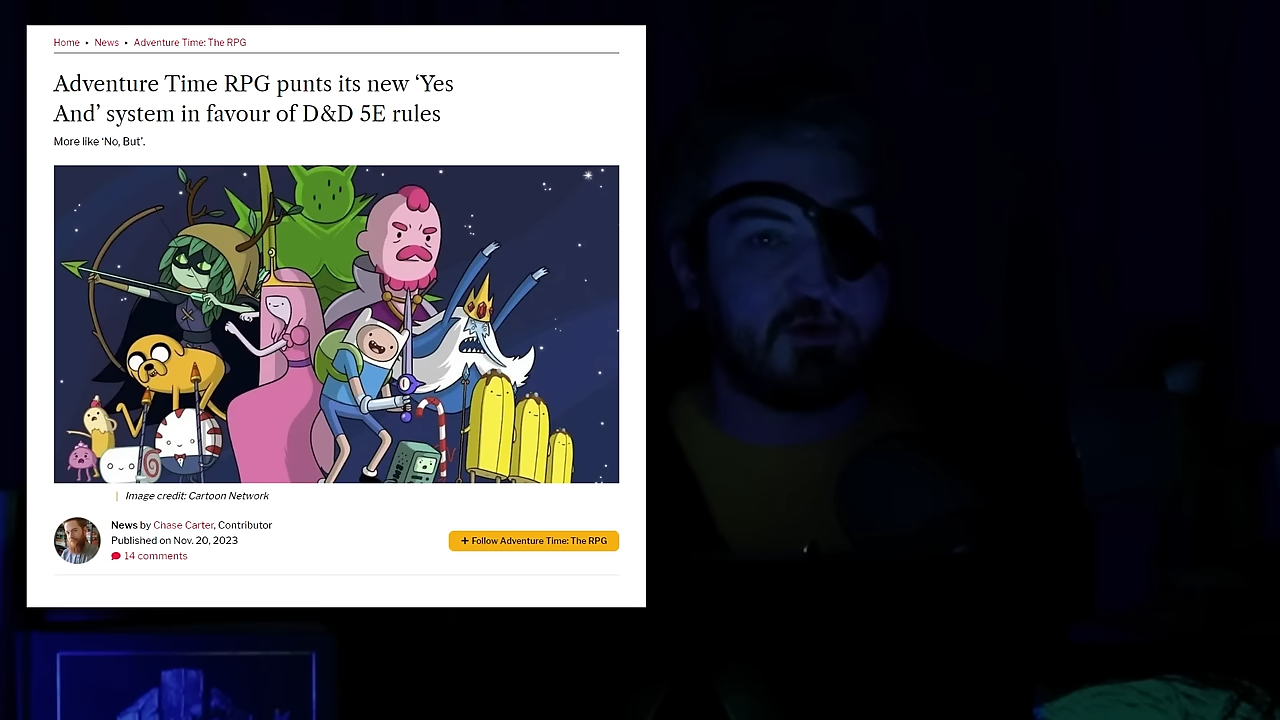 Home • News • Adventure Time: The RPG
Adventure Time RPG punts its new ‘Yes
And’ system in favour of D&D 5E rules
More like ‘No, But’.
Image credit: Cartoon Network
News by Chase Carter, Contributor
Published on Nov. 20, 2023
14 comments
+ Follow Adventure Time: The RPG